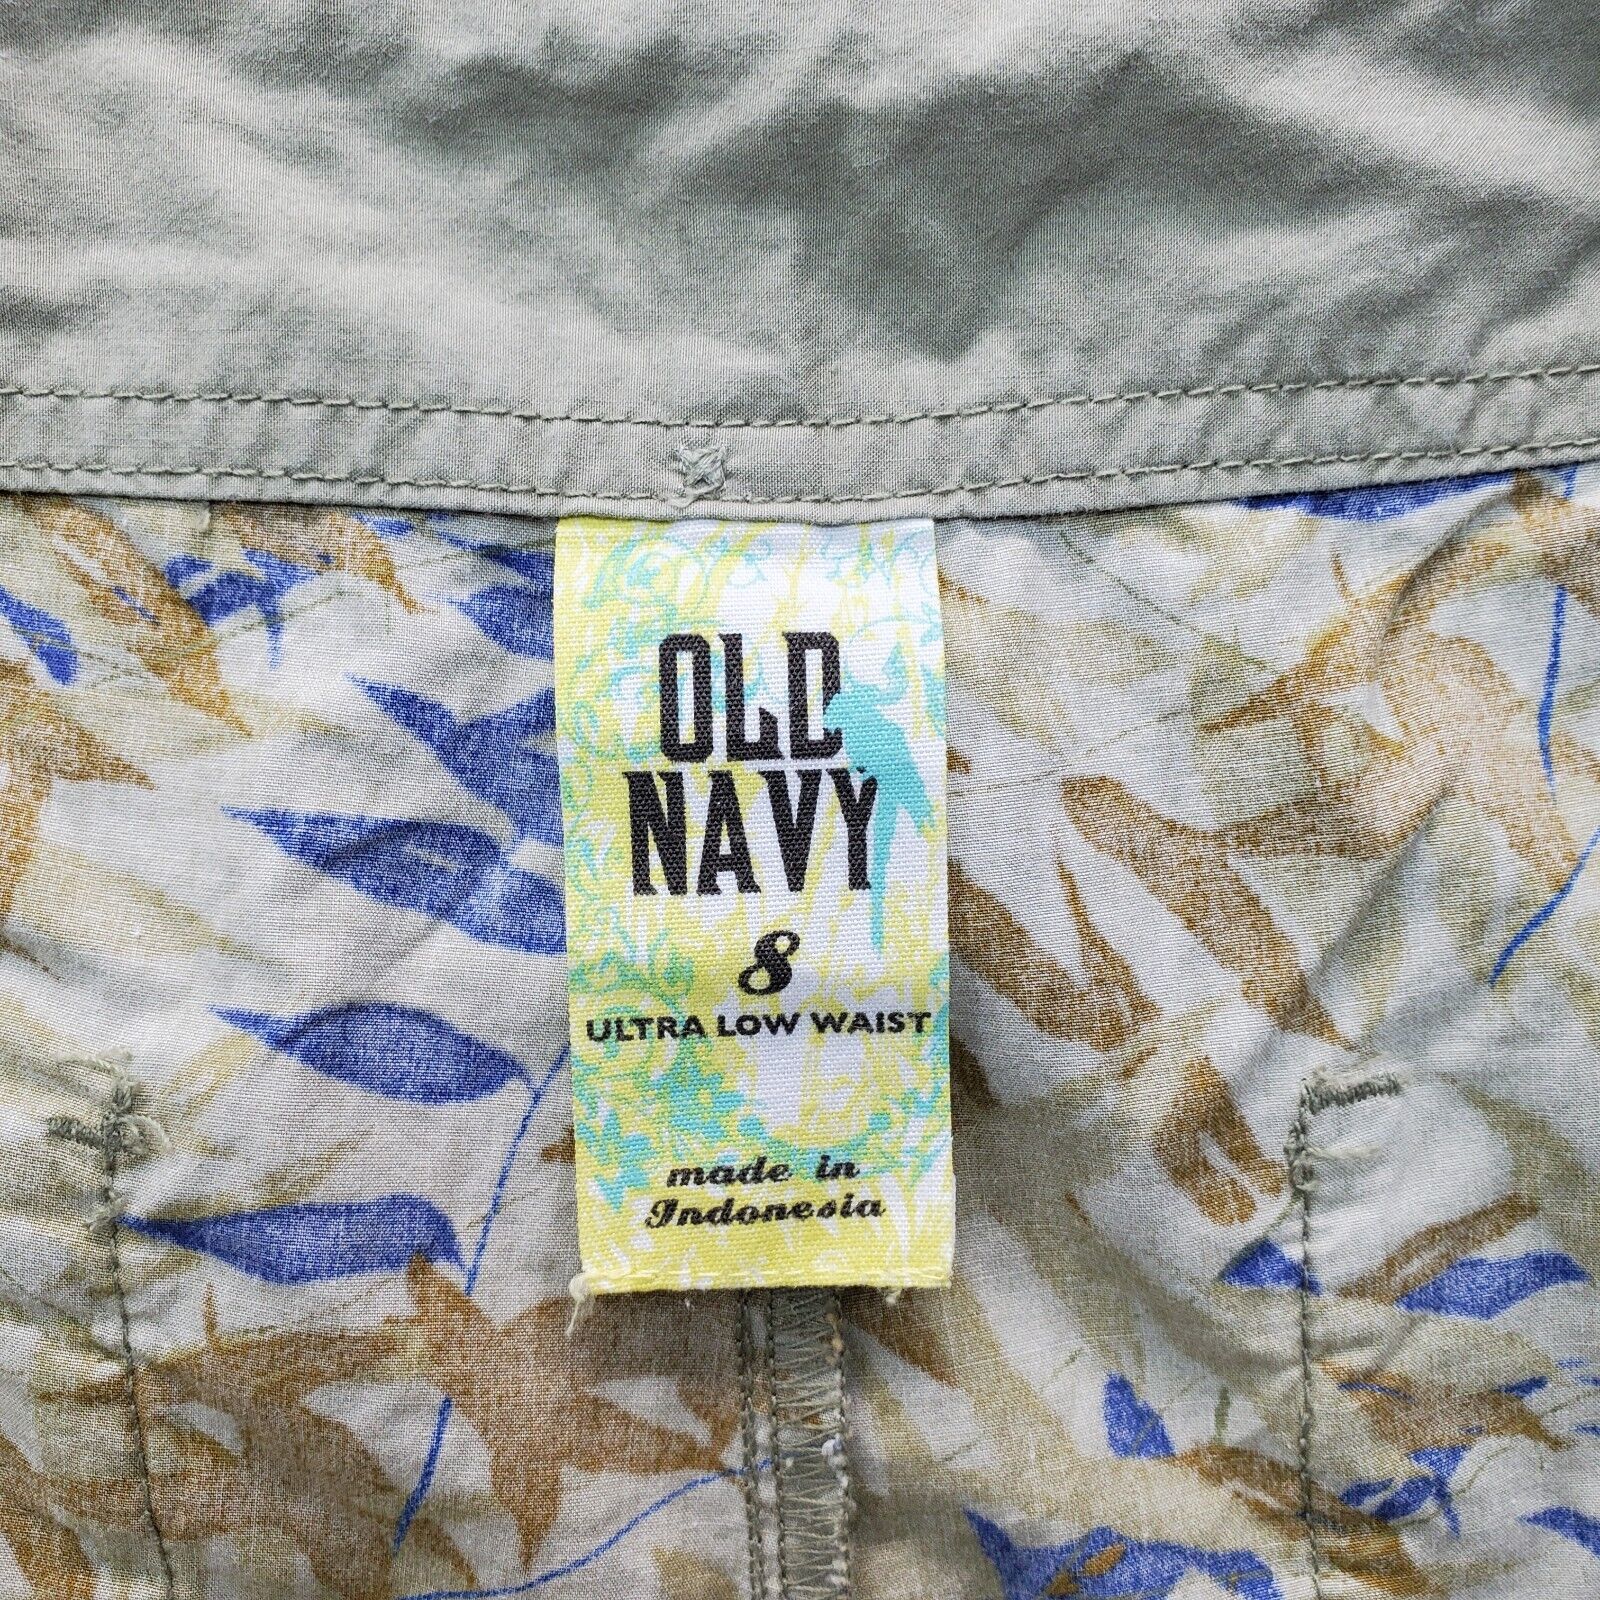 OLD
NAVY
8
ULTRA LOW WAIST
made in
Indonesia